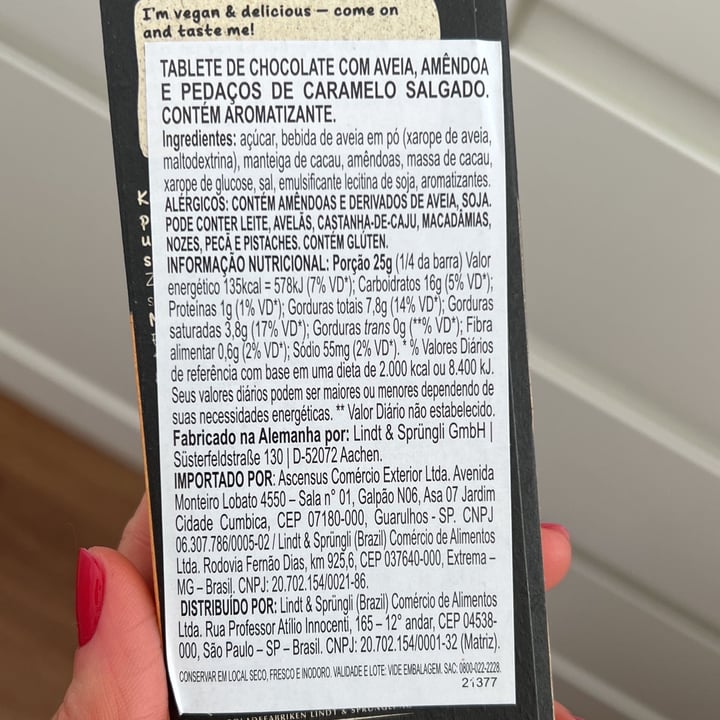 I'm vegan & delicious – come on
and taste me!
TABLETE DE CHOCOLATE COM AVEIA, AMÊNDOA
E PEDAÇOS DE CARAMELO SALGADO.
CONTÉM AROMATIZANTE.
Ingredientes: açúcar, bebida de aveia em pó (xarope de aveia,
maltodextrina), manteiga de cacau, amêndoas, massa de cacau,
xarope de glucose, sal, emulsificante lecitina de soja, aromatizantes.
ALÉRGICOS: CONTÉM AMÊNDOAS E DERIVADOS DE AVEIA, SOJA.
PODE CONTER LEITE, AVELÃS, CASTANHA-DE-CAJU, MACADÂMIAS,
NOZES, PECÃ E PISTACHES. CONTÉM GLÚTEN.
INFORMAÇÃO NUTRICIONAL: Porção 25g (1/4 da barra) Valor
energético 135kcal = 578kJ (7% VD*); Carboidratos 16g (5% VD*);
Proteínas 1g (1% VD*); Gorduras totais 7,8g (14% VD*); Gorduras
saturadas 3,8g (17% VD*); Gorduras trans 0g (**% VD*); Fibra
alimentar 0,6g (2% VD*); Sódio 55mg (2% VD*). * % Valores Diários
de referência com base em uma dieta de 2.000 kcal ou 8.400 kJ.
Seus valores diários podem ser maiores ou menores dependendo de
suas necessidades energéticas. ** Valor Diário não estabelecido.
Fabricado na Alemanha por: Lindt & Sprüngli GmbH |
Süsterfeldstraße 130 | D-52072 Aachen.
IMPORTADO POR: Ascensus Comércio Exterior Ltda. Avenida
Monteiro Lobato 4550 – Sala n° 01, Galpão N06, Asa 07 Jardim
Cidade Cumbica, CEP 07180-000, Guarulhos - SP. CNPJ
06.307.786/0005-02 / Lindt & Sprüngli (Brazil) Comércio de Alimentos
Ltda. Rodovia Fernão Dias, km 925,6, CEP 037640-000, Extrema –
MG – Brasil. CNPJ: 20.702.154/0021-86.
DISTRIBUÍDO POR: Lindt & Sprüngli (Brazil) Comércio de Alimentos
Ltda. Rua Professor Atílio Innocenti, 165 – 12° andar, CEP 04538-
000, São Paulo – SP – Brasil. CNPJ: 20.702.154/0001-32 (Matriz).
CONSERVAR EM LOCAL SECO, FRESCO E INODORO. VALIDADE E LOTE: VIDE EMBALAGEM. SAC: 0800-022-2228.
21377